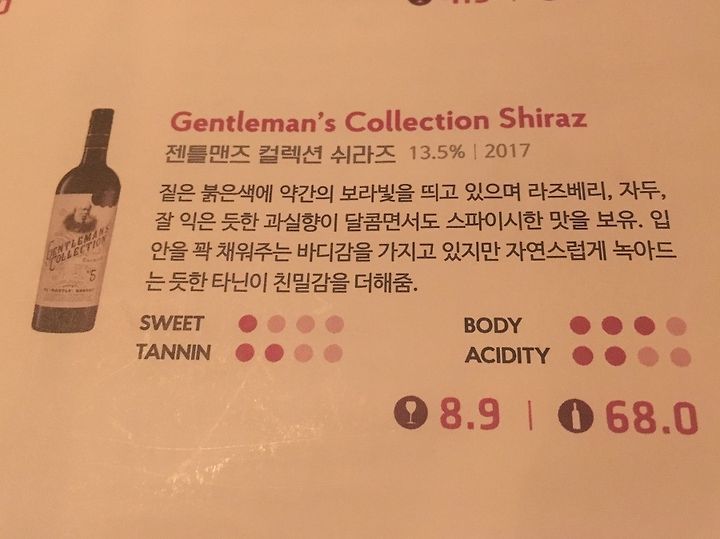 Gentleman's Collection Shiraz
젠틀맨즈 컬렉션 쉬라즈 13.5% | 2017
짙은 붉은색에 약간의 보라빛을 띄고 있으며 라즈베리, 자두,
잘 익은 듯한 과실향이 달콤면서도 스파이시한 맛을 보유. 입
안을 꽉 채워주는 바디감을 가지고 있지만 자연스럽게 녹아드
는 듯한 타닌이 친밀감을 더해줌.
SWEET BODY
TANNIN ACIDITY
8.9 | 68.0
GENTLEMAN'S
COLLECTION